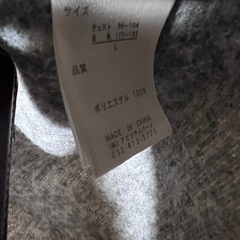 サイズ
チェスト 96-104
身 長 175-185
L
品質
ポリエステル 100%
MADE IN CHINA